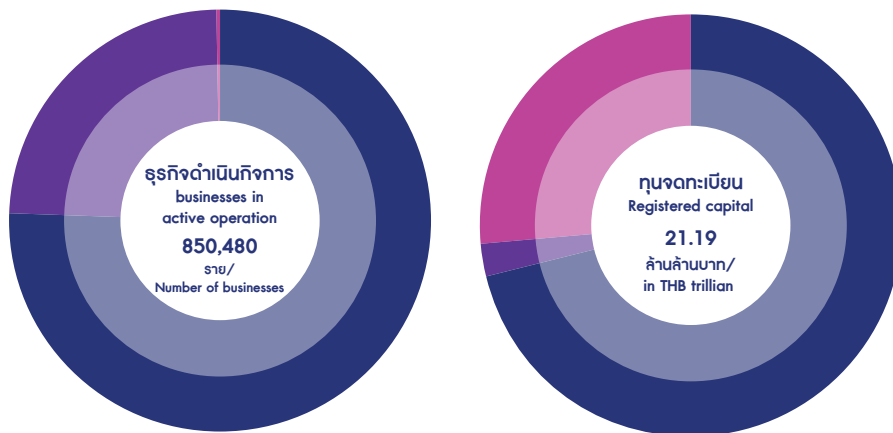 ธุรกิจดำเนินกิจการ
businesses in
active operation
850,480
ราย/
Number of businesses
ทุนจดทะเบียน
Registered capital
21.19
ล้านล้านบาท/
in THB trillion